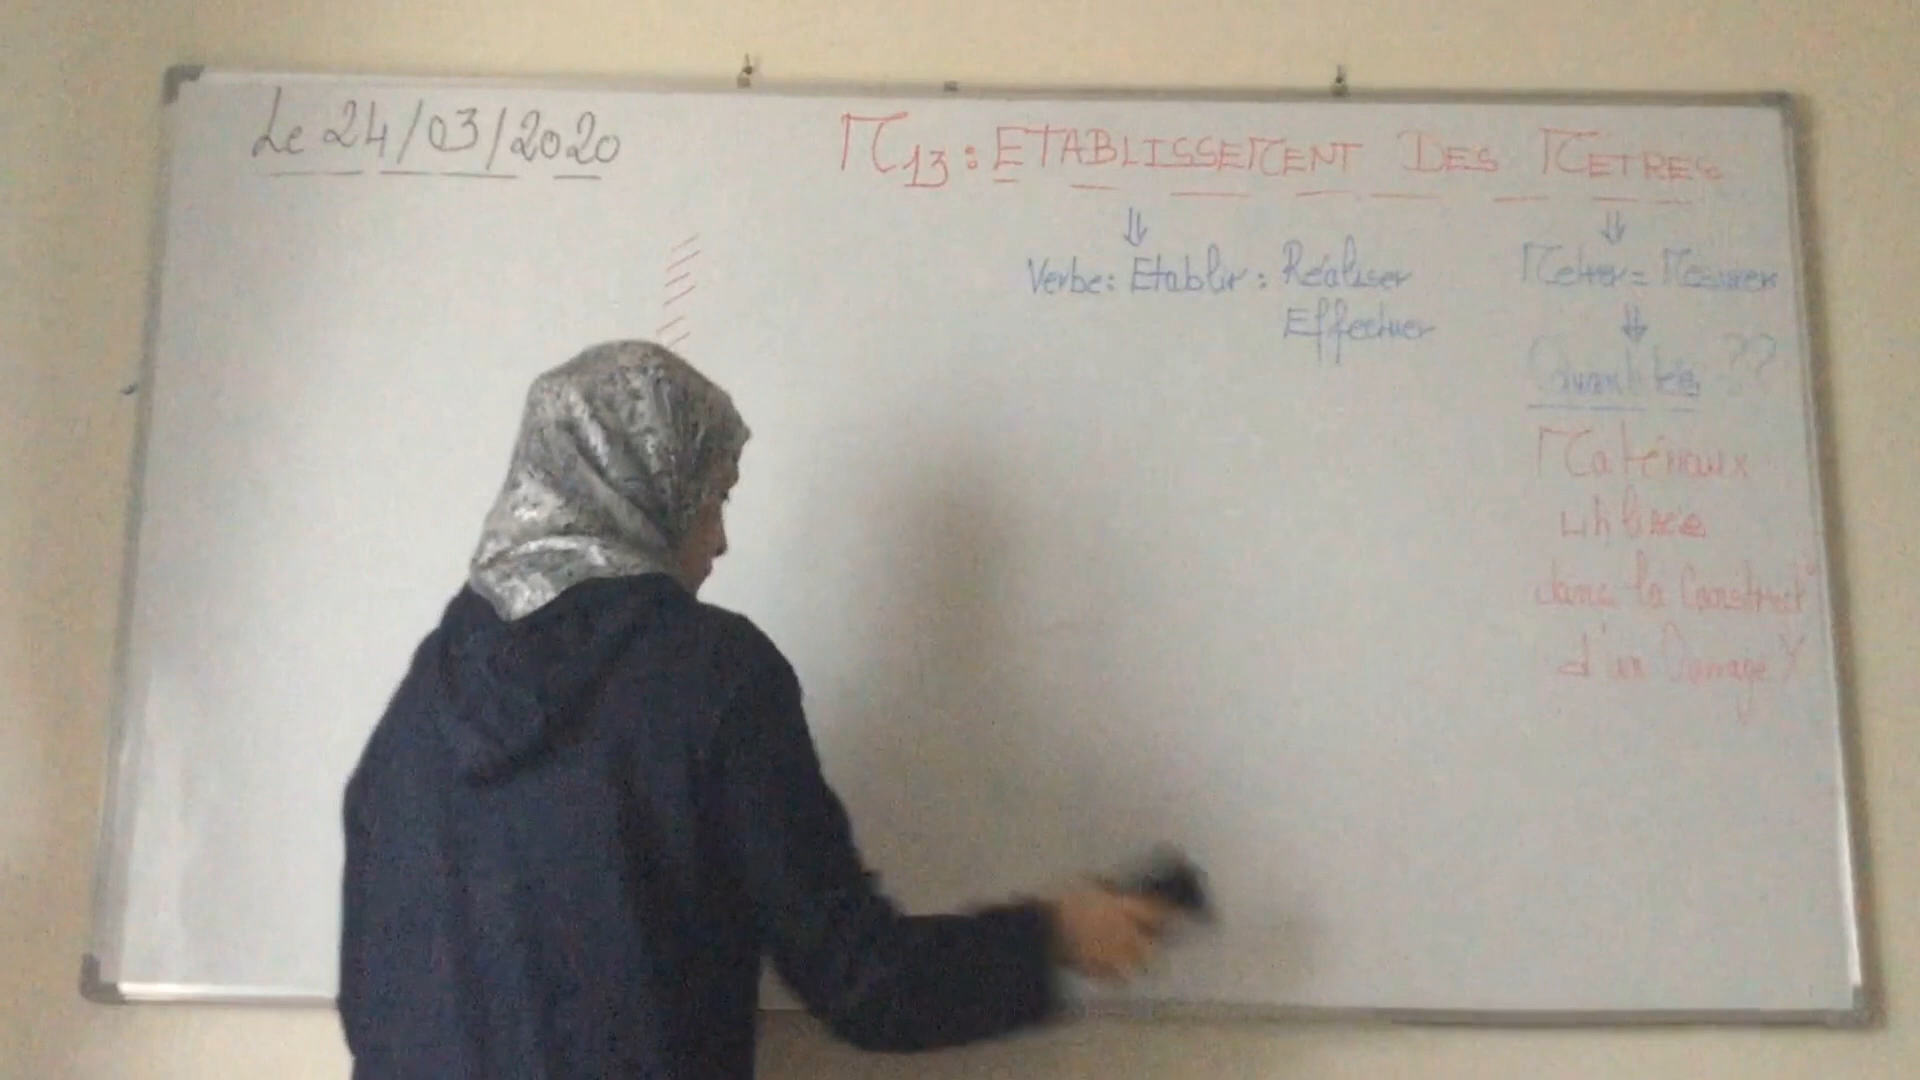 Le 24/03/2020
M13 : ETABLISSEMENT DES METRES
⇓
Verbe : Etablir : Réaliser
Effectuer
⇓
Metrer = Mesurer
⇓
Quantités ??
Matériaux
utilisés
dans la Construct°
d'un Ouvrage X